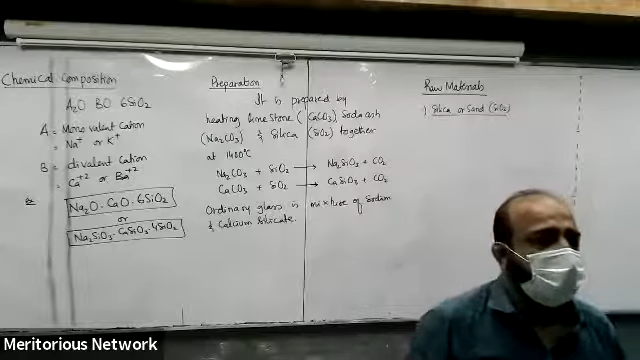 Chemical Composition
A₂O BO 6SiO₂
A = Mono valent Cation
= Na⁺ or K⁺
B = divalent Cation
= Ca⁺² or Ba⁺²
Na₂O · CaO · 6SiO₂
or
Na₂SiO₃ · CaSiO₃ · 4SiO₂
Preparation
It is prepared by
heating lime stone (CaCO₃) Soda ash
(Na₂CO₃) & Silica (SiO₂) together
at 1400°C
Na₂CO₃ + SiO₂ → Na₂SiO₃ + CO₂
CaCO₃ + SiO₂ → CaSiO₃ + CO₂
Ordinary glass is mixture of Sodium
& Calcium Silicate.
Raw Materials
1) Silica or Sand (SiO₂)
Meritorious Network